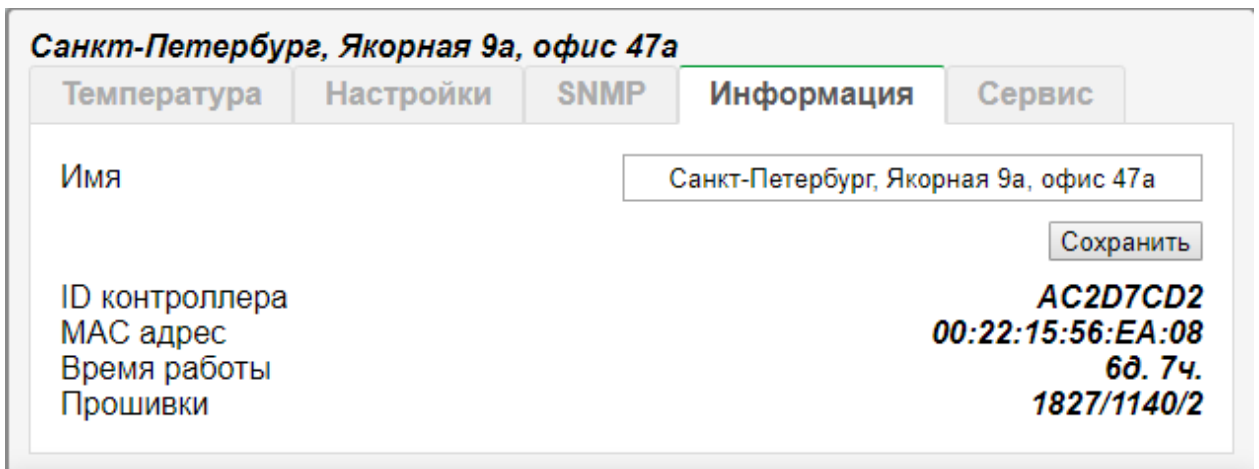 Санкт-Петербург, Якорная 9а, офис 47а
Температура Настройки SNMP Информация Сервис
Имя Санкт-Петербург, Якорная 9а, офис 47а
Сохранить
ID контроллера AC2D7CD2
MAC адрес 00:22:15:56:EA:08
Время работы 6д. 7ч.
Прошивки 1827/1140/2